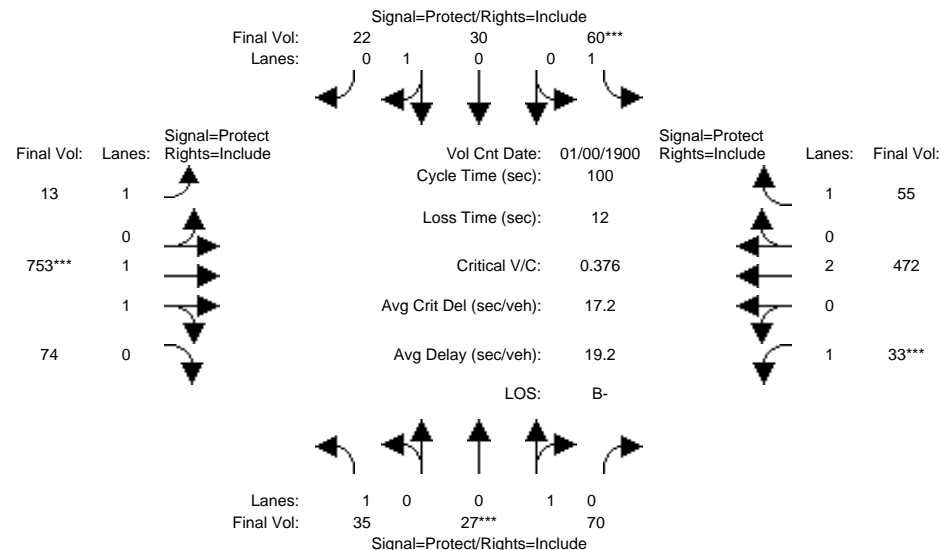 Signal=Protect/Rights=Include
Final Vol: 22 30 60***
Lanes: 0 1 0 0 1
Signal=Protect
Final Vol: Lanes: Rights=Include
Vol Cnt Date: 01/00/1900
Signal=Protect
Rights=Include Lanes: Final Vol:
Cycle Time (sec): 100
13 1
1 55
Loss Time (sec): 12
0
0
753*** 1
Critical V/C: 0.376
2 472
1
Avg Crit Del (sec/veh): 17.2
0
74 0
Avg Delay (sec/veh): 19.2
1 33***
LOS: B-
Lanes: 1 0 0 1 0
Final Vol: 35 27*** 70
Signal=Protect/Rights=Include